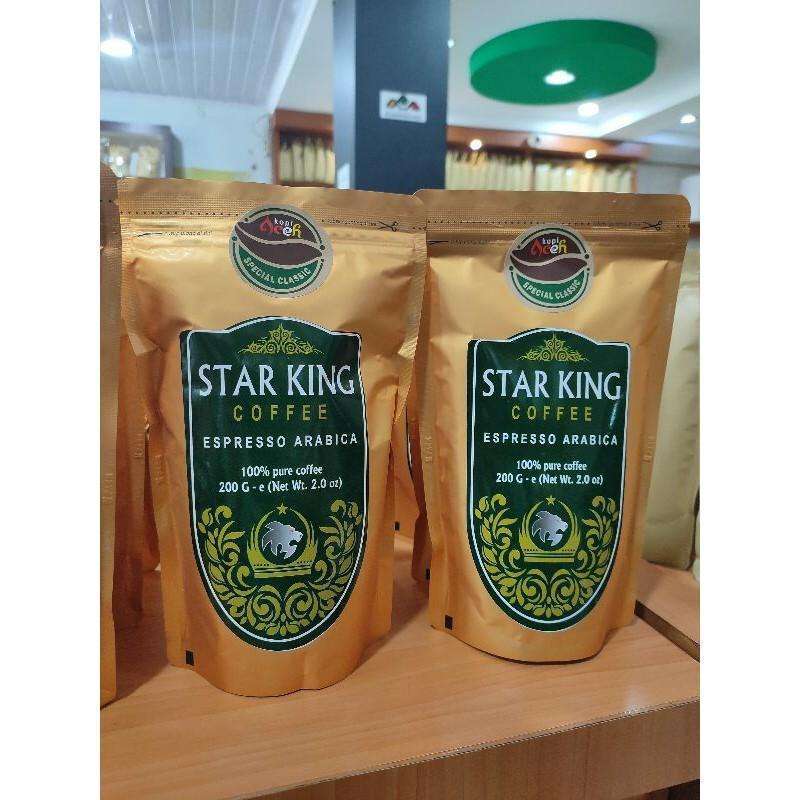 kopi
Aceh
SPECIAL CLASSIC
STAR KING
COFFEE
ESPRESSO ARABICA
100% pure coffee
200 G - e (Net Wt. 2.0 oz)
kopi
Aceh
SPECIAL CLASSIC
STAR KING
COFFEE
ESPRESSO ARABICA
100% pure coffee
200 G - e (Net Wt. 2.0 oz)